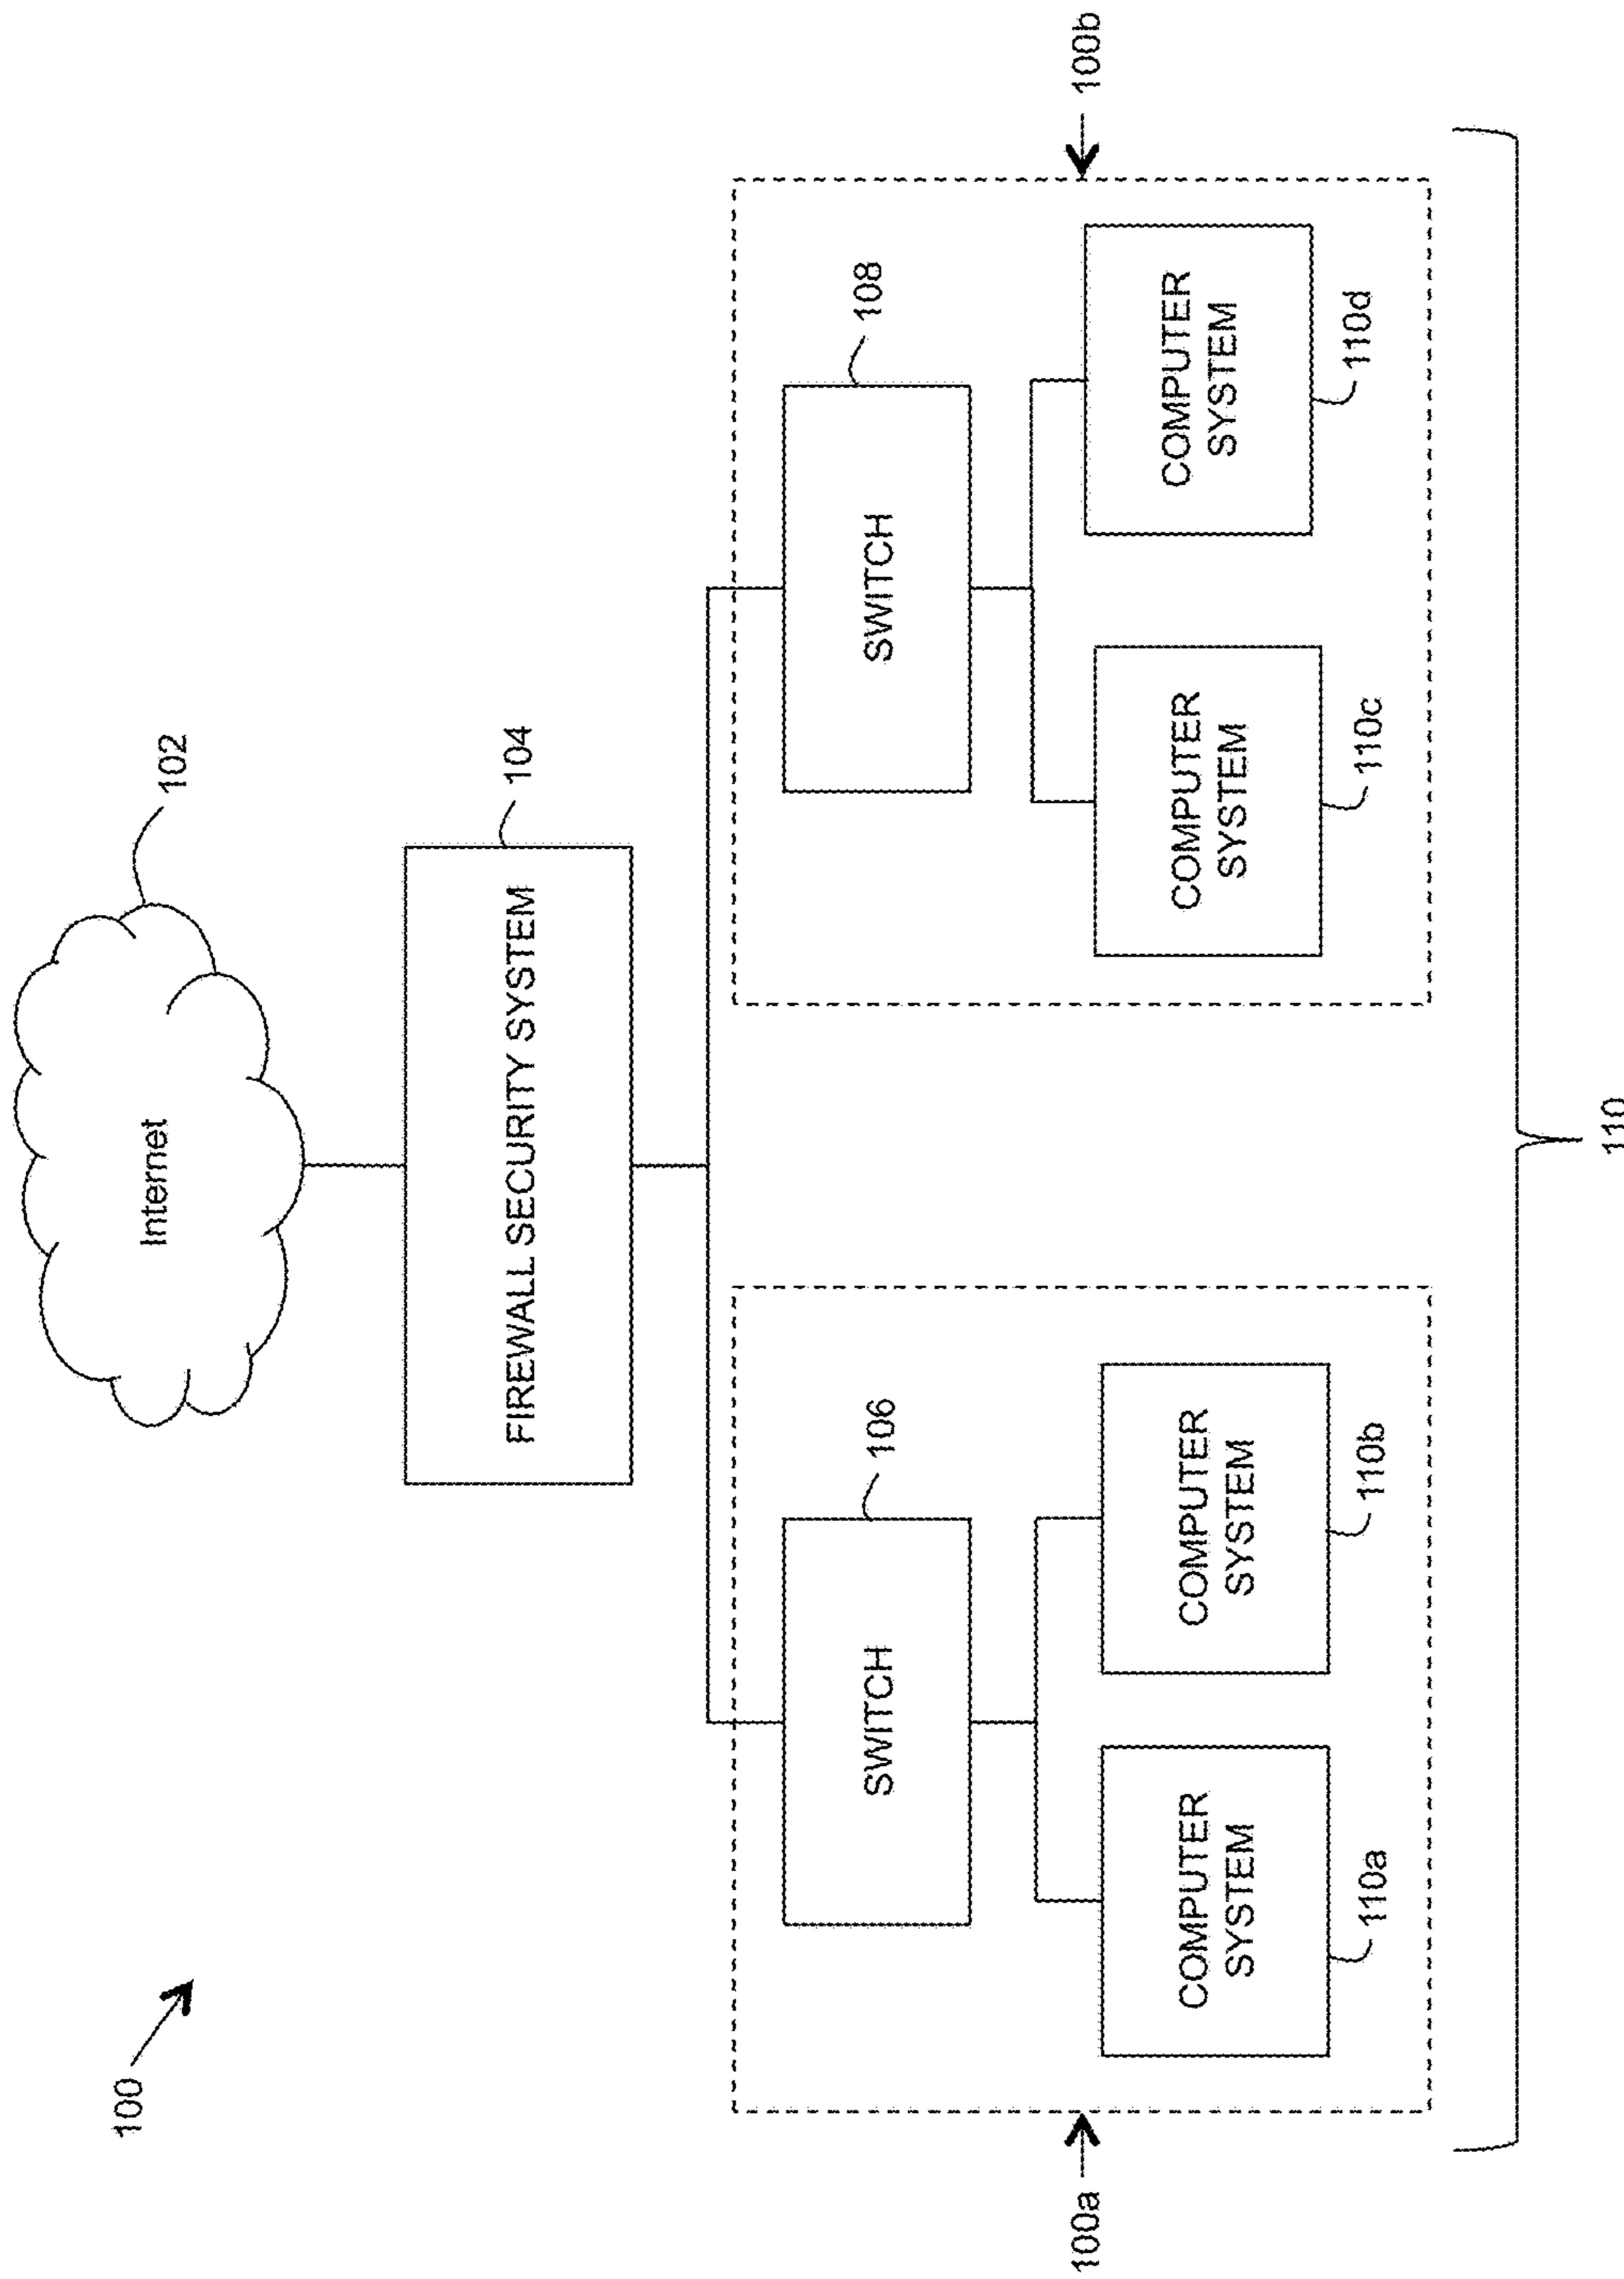 100
Internet
102
FIREWALL SECURITY SYSTEM
104
100a
SWITCH
106
COMPUTER
SYSTEM
110a
COMPUTER
SYSTEM
110b
SWITCH
108
COMPUTER
SYSTEM
110c
COMPUTER
SYSTEM
110d
100b
110